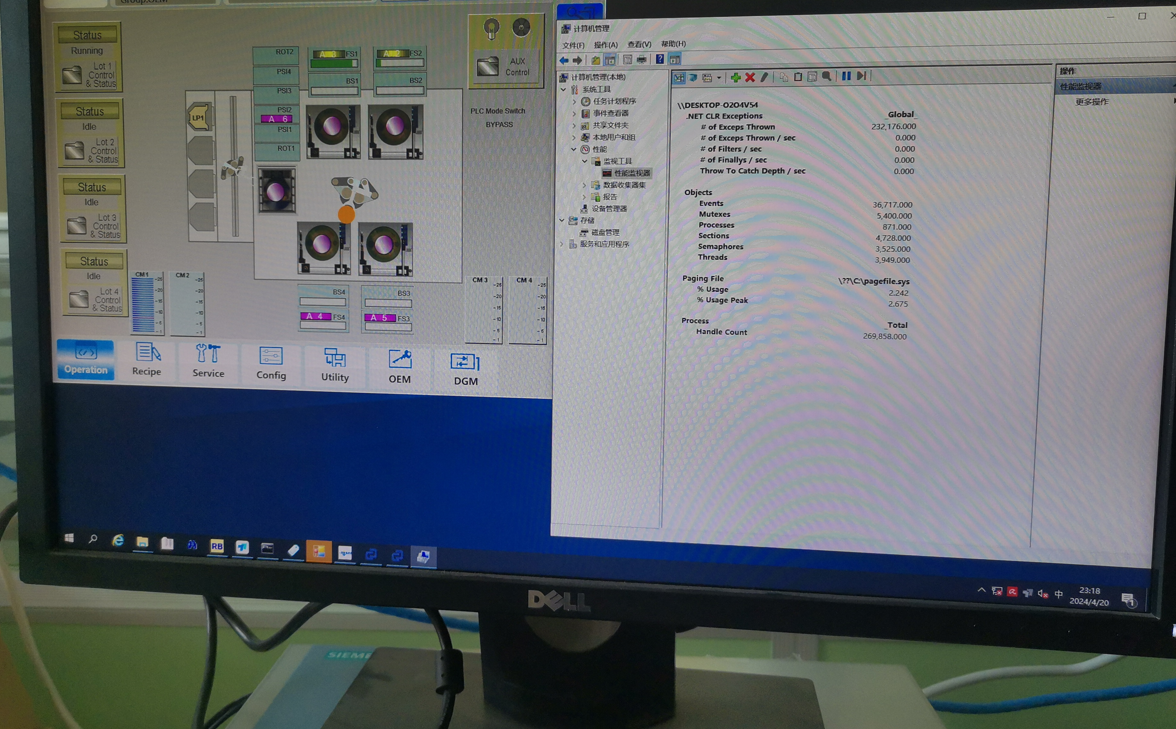 Group.GEM
Status
Running
Lot 1
Control
& Status
Status
Idle
Lot 2
Control
& Status
Status
Idle
Lot 3
Control
& Status
Status
Idle
Lot 4
Control
& Status
ROT2
PSI4
PSI3
PSI2
A 6
PSI1
ROT1
FS1
BS1
FS2
BS2
LP1
AUX
Control
PLC Mode Switch
BYPASS
CM1
CM2
CM 3
CM 4
BS4
A 4 FS4
BS3
A 5 FS3
Operation
Recipe
Service
Config
Utility
OEM
DGM
计算机管理
文件(F) 操作(A) 查看(V) 帮助(H)
计算机管理(本地)
系统工具
任务计划程序
事件查看器
共享文件夹
本地用户和组
性能
监视工具
性能监视器
数据收集器集
报告
设备管理器
存储
磁盘管理
服务和应用程序
\\DESKTOP-O2O4V54
.NET CLR Exceptions _Global_
# of Exceps Thrown 232,176.000
# of Exceps Thrown / sec 0.000
# of Filters / sec 0.000
# of Finallys / sec 0.000
Throw To Catch Depth / sec 0.000
Objects
Events 36,717.000
Mutexes 5,400.000
Processes 871.000
Sections 4,728.000
Semaphores 3,525.000
Threads 3,949.000
Paging File \??\C:\pagefile.sys
% Usage 2.242
% Usage Peak 2.675
Process _Total
Handle Count 269,858.000
操作
性能监视器
更多操作
RB
中
23:18
2024/4/20
1
DELL
SIEMENS